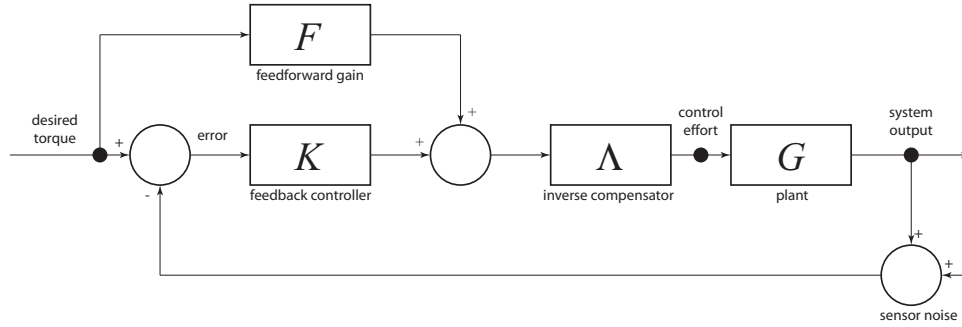 F
feedforward gain
desired
torque
+
error
K
feedback controller
-
+
+
Λ
inverse compensator
control
effort
G
plant
system
output
+
+
sensor noise